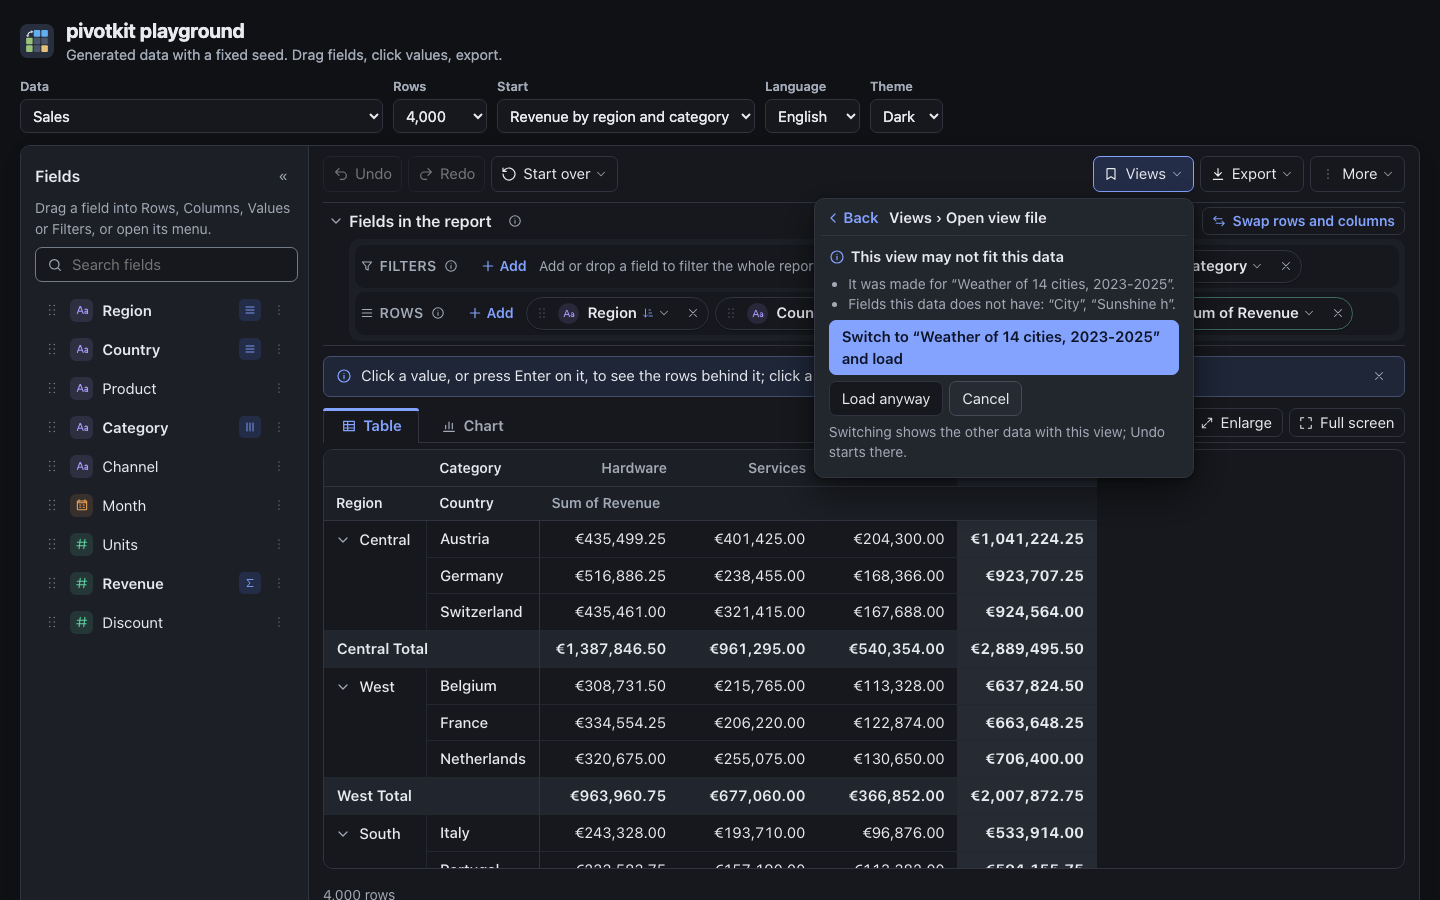 pivotkit playground
Generated data with a fixed seed. Drag fields, click values, export.
Data
Rows
Start
Language
Theme
Sales
4,000
Revenue by region and category
English
Dark
Fields
«
Drag a field into Rows, Columns, Values
or Filters, or open its menu.
Search fields
Aa Region
Aa Country
Aa Product
Aa Category
Aa Channel
Month
# Units
# Revenue Σ
# Discount
Undo
Redo
Start over
Views
Export
More
Fields in the report
Swap rows and columns
FILTERS
+ Add
Add or drop a field to filter the whole repor
ategory
ROWS
+ Add
Aa Region
Aa Coun
um of Revenue
Back Views › Open view file
This view may not fit this data
• It was made for “Weather of 14 cities, 2023-2025”.
• Fields this data does not have: “City”, “Sunshine h”.
Switch to “Weather of 14 cities, 2023-2025”
and load
Load anyway
Cancel
Switching shows the other data with this view; Undo
starts there.
Click a value, or press Enter on it, to see the rows behind it; click a
Table
Chart
Enlarge
Full screen
Category Hardware Services
Region Country Sum of Revenue
Central Austria €435,499.25 €401,425.00 €204,300.00 €1,041,224.25
Germany €516,886.25 €238,455.00 €168,366.00 €923,707.25
Switzerland €435,461.00 €321,415.00 €167,688.00 €924,564.00
Central Total €1,387,846.50 €961,295.00 €540,354.00 €2,889,495.50
West Belgium €308,731.50 €215,765.00 €113,328.00 €637,824.50
France €334,554.25 €206,220.00 €122,874.00 €663,648.25
Netherlands €320,675.00 €255,075.00 €130,650.00 €706,400.00
West Total €963,960.75 €677,060.00 €366,852.00 €2,007,872.75
South Italy €243,328.00 €193,710.00 €96,876.00 €533,914.00
4,000 rows